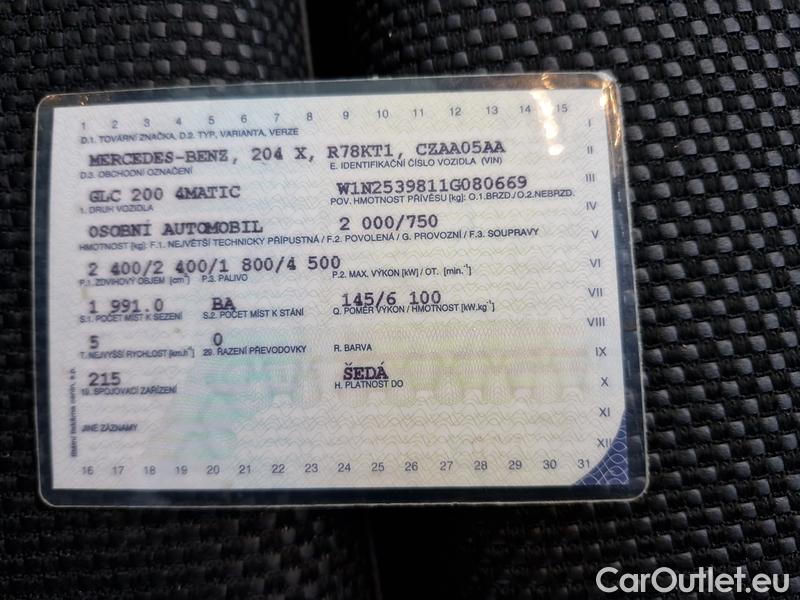 1 2 3 4 5 6 7 8 9 10 11 12 13 14 15
I
D.1. TOVÁRNÍ ZNAČKA, D.2. TYP, VARIANTA, VERZE
MERCEDES-BENZ, 204 X, R78KT1, CZAA05AA
II
D.3. OBCHODNÍ OZNAČENÍ E. IDENTIFIKAČNÍ ČÍSLO VOZIDLA (VIN)
GLC 200 4MATIC W1N2539811G080669
III
1. DRUH VOZIDLA POV. HMOTNOST PŘÍVĚSU [kg]: O.1. BRZD./O.2. NEBRZD.
OSOBNÍ AUTOMOBIL 2 000/750
IV
HMOTNOST [kg]: F.1. NEJVĚTŠÍ TECHNICKY PŘÍPUSTNÁ / F.2. POVOLENÁ / G. PROVOZNÍ / F.3. SOUPRAVY
V
2 400/2 400/1 800/4 500
VI
P.1. ZDVIHOVÝ OBJEM [cm³] P.3. PALIVO P.2. MAX. VÝKON [kW] / OT. [min.⁻¹]
1 991.0 BA 145/6 100
VII
S.1. POČET MÍST K SEZENÍ S.2. POČET MÍST K STÁNÍ Q. POMĚR VÝKON / HMOTNOST [kW.kg⁻¹]
5 0
VIII
T. NEJVYŠŠÍ RYCHLOST [km.h⁻¹] 29. ŘAZENÍ PŘEVODOVKY R. BARVA
IX
215 ŠEDÁ
19. SPOJOVACÍ ZAŘÍZENÍ H. PLATNOST DO
X
XI
JINÉ ZÁZNAMY
XII
16 17 18 19 20 21 22 23 24 25 26 27 28 29 30 31
CarOutlet.eu